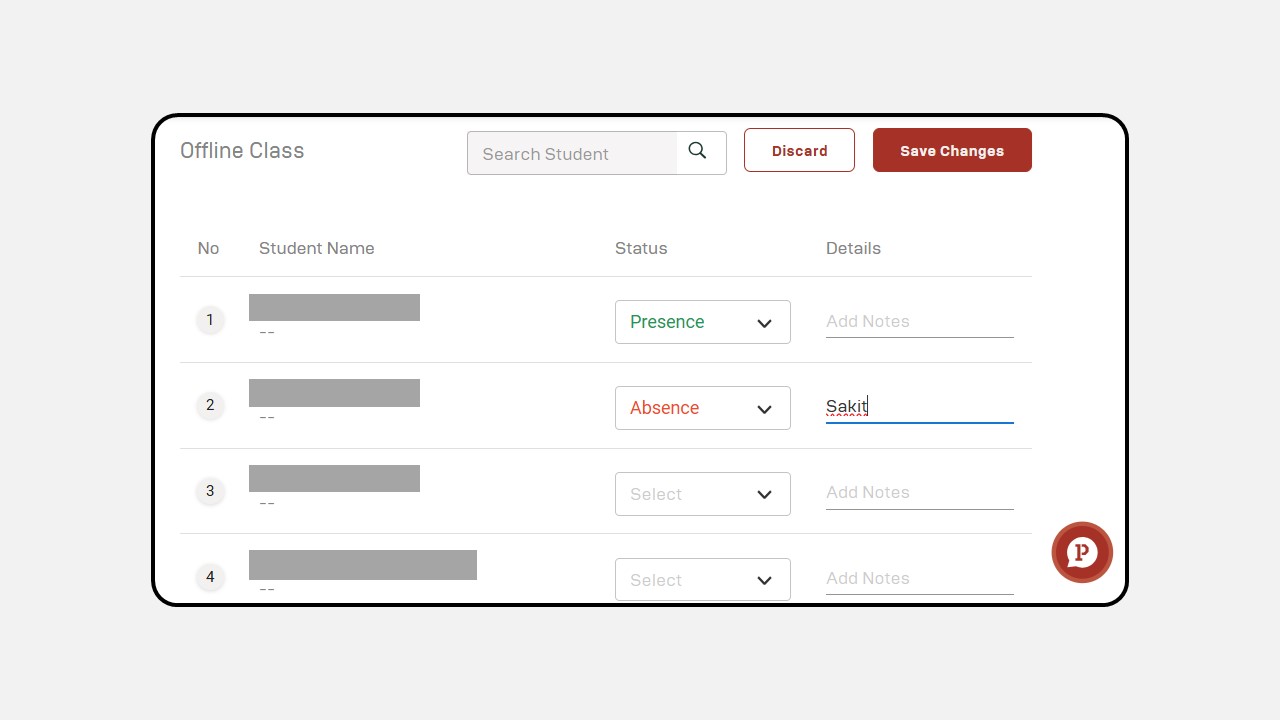 Offline Class
Search Student
Discard
Save Changes
No Student Name Status Details
1 Presence Add Notes
--
2 Absence Sakit
--
3 Select Add Notes
--
4 Select Add Notes
--
P